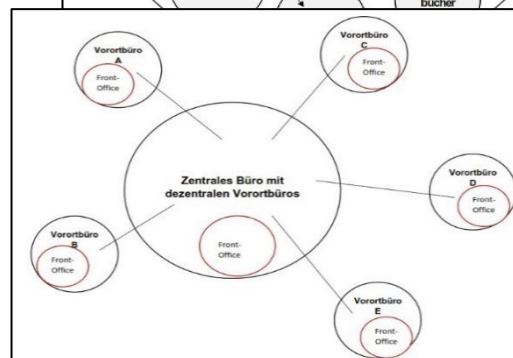 bücher
Vorortbüro
A
Front-
Office
Vorortbüro
C
Front-
Office
Zentrales Büro mit
dezentralen Vorortbüros
Front-
Office
Vorortbüro
D
Front-
Office
Vorortbüro
B
Front-
Office
Vorortbüro
E
Front-
Office